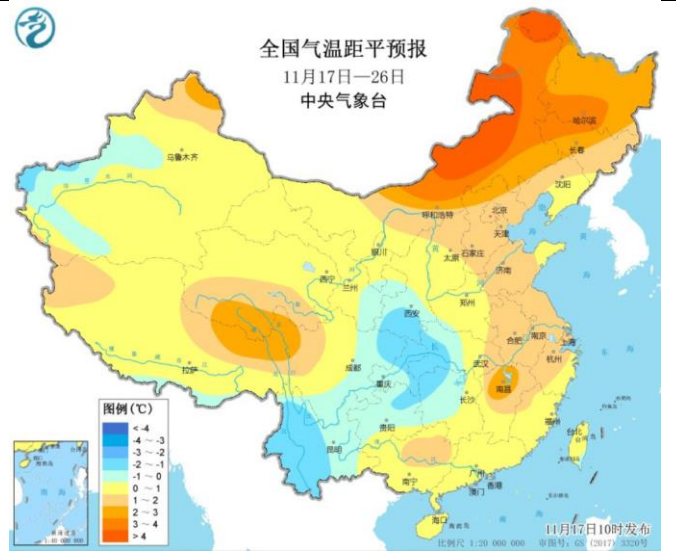 全国气温距平预报
11月17日—26日
中央气象台
哈尔滨
长春
乌鲁木齐
沈阳
呼和浩特
北京
天津
银川
太原
石家庄
西宁
济南
兰州
郑州
西安
合肥
南京
上海
拉萨
成都
武汉
杭州
重庆
南昌
长沙
贵阳
福州
台北
昆明
广州
南宁
香港
澳门
海口
图例(℃)
< -4
-4 ~ -3
-3 ~ -2
-2 ~ -1
-1 ~ 0
0 ~ 1
1 ~ 2
2 ~ 3
3 ~ 4
>4
11月17日10时发布
比例尺 1:20 000 000
审图号: GS (2017) 3320号